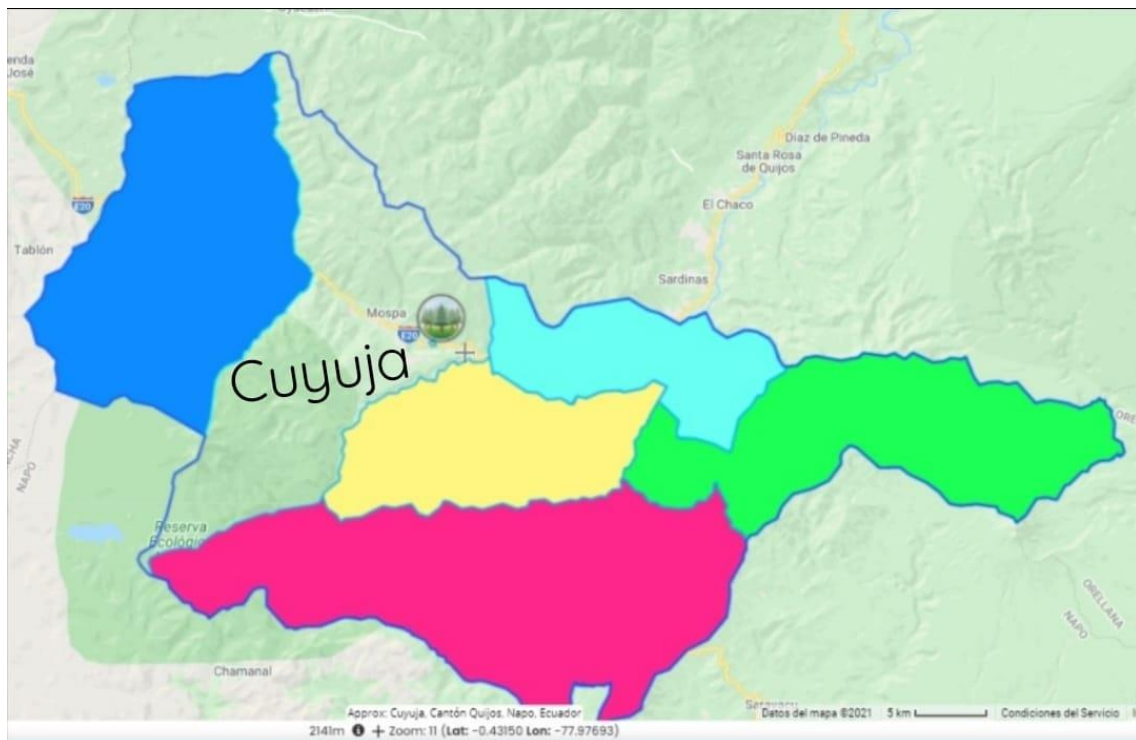 enda
José
Díaz de Pineda
Santa Rosa
de Quijos
El Chaco
E20
Tablón
Sardinas
Mospa
E20
Cuyuja
NAPO
Reserva
Ecológic
ORELLANA
NAPO
Chamanal
Approx: Cuyuja, Cantón Quijos, Napo, Ecuador
Datos del mapa ©2021 5 km Condiciones del Servicio
2141m + Zoom: 11 (Lat: -0.43150 Lon: -77.97693)